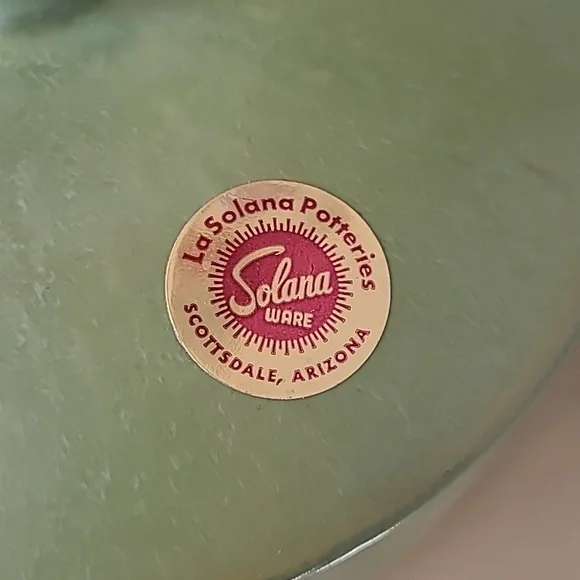 La Solana Potteries
Solana
WARE
SCOTTSDALE, ARIZONA